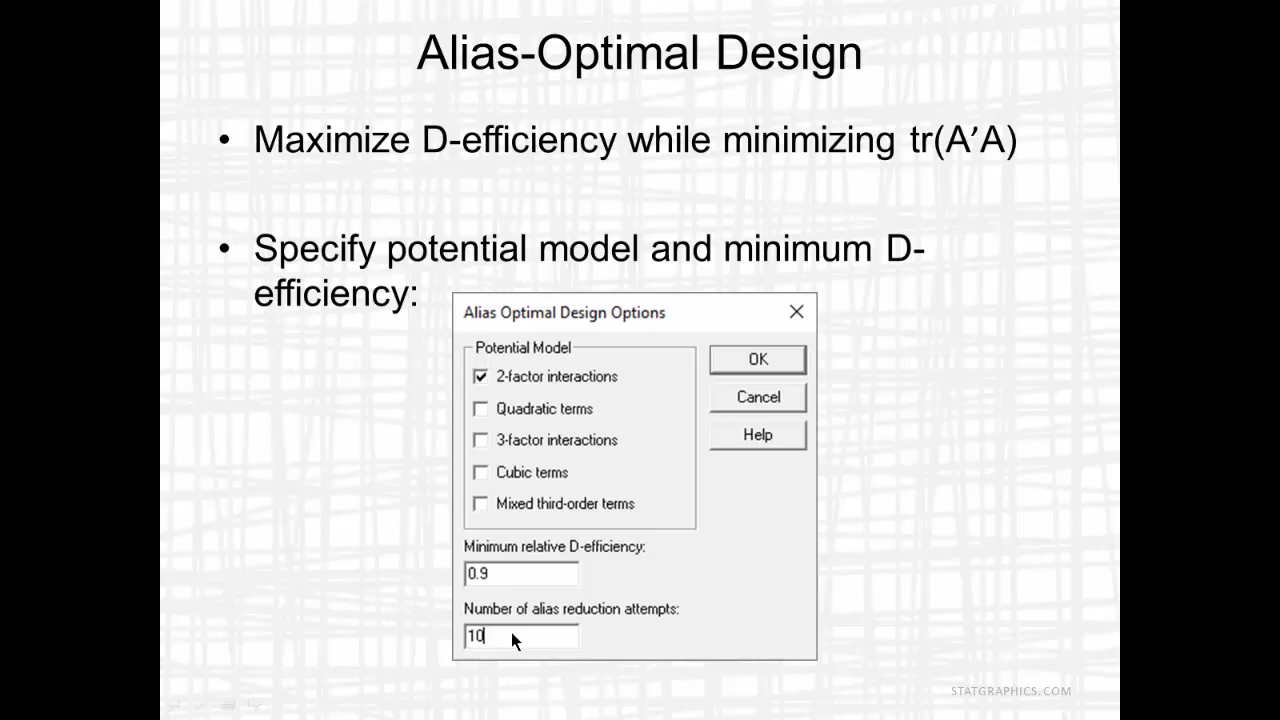 Alias-Optimal Design
• Maximize D-efficiency while minimizing tr(A’A)
• Specify potential model and minimum D-
efficiency:
Alias Optimal Design Options
Potential Model
2-factor interactions
Quadratic terms
3-factor interactions
Cubic terms
Mixed third-order terms
OK
Cancel
Help
Minimum relative D-efficiency:
0.9
Number of alias reduction attempts:
10
STATGRAPHICS.COM